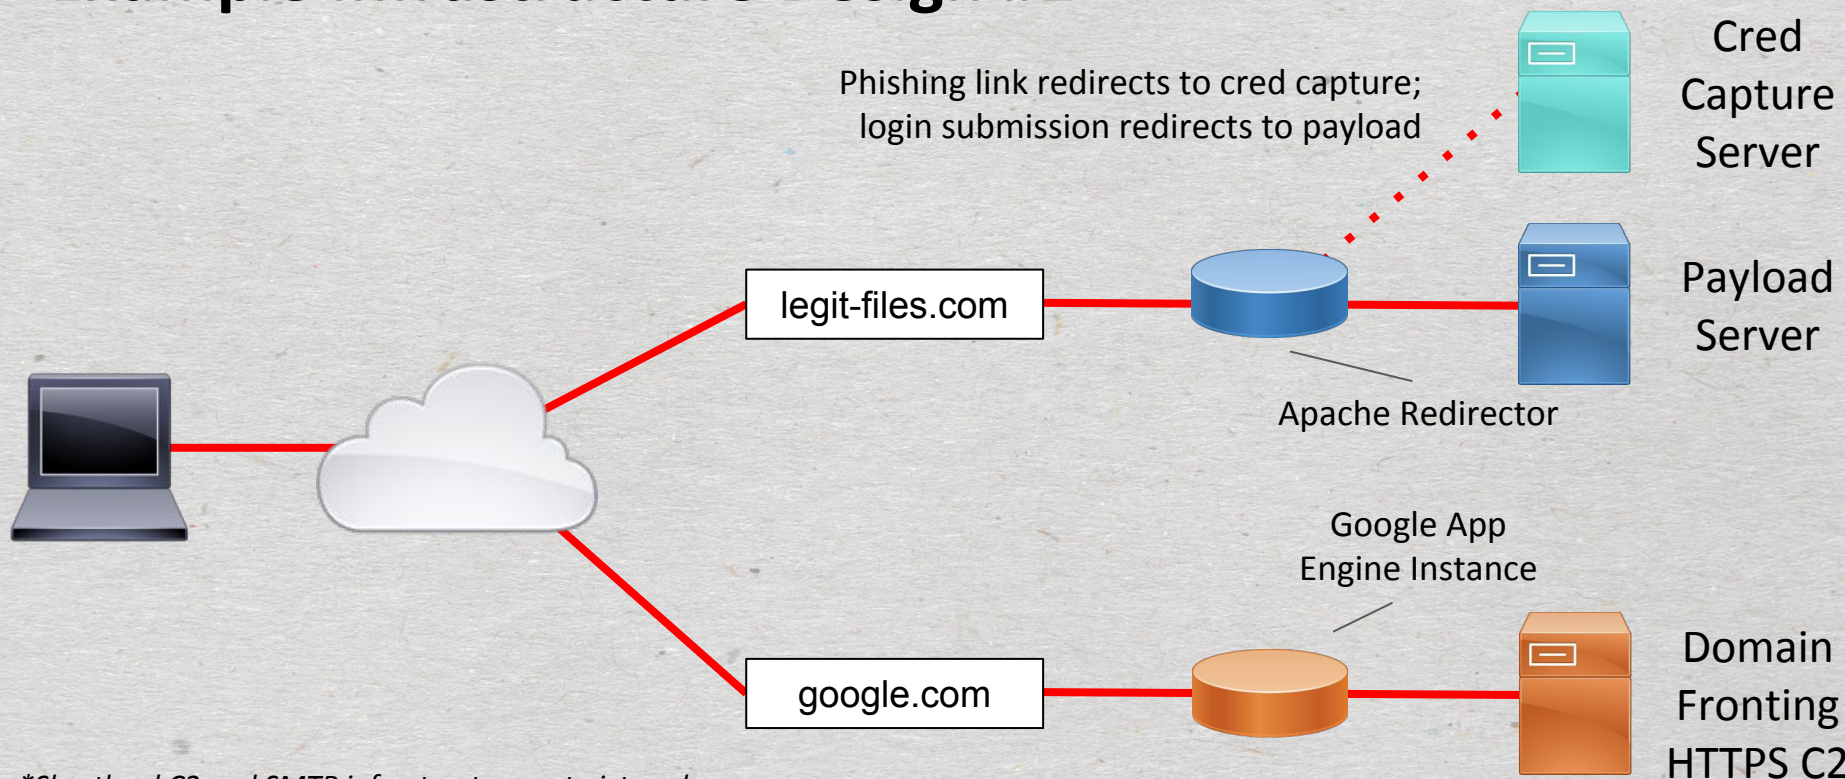 Phishing link redirects to cred capture;
login submission redirects to payload
Cred
Capture
Server
legit-files.com
Payload
Server
Apache Redirector
Google App
Engine Instance
google.com
Domain
Fronting
HTTPS C2